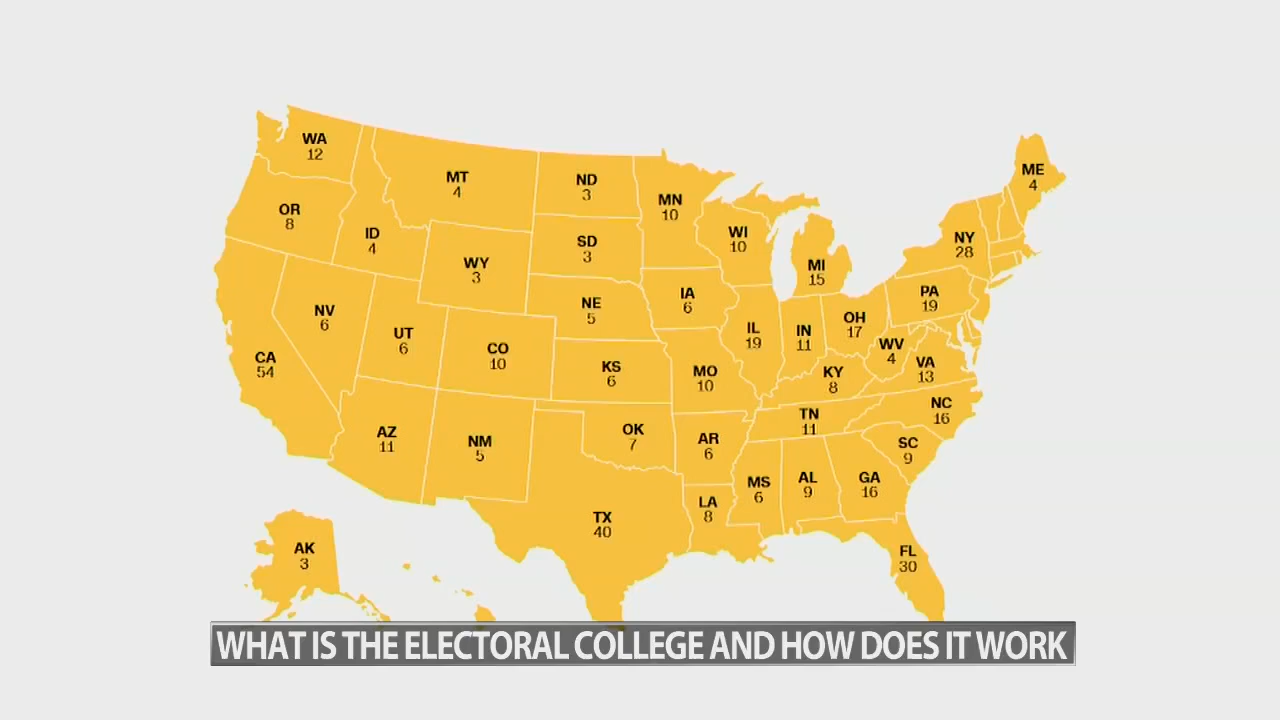 WA
12
MT
4
ND
3
MN
10
ME
4
OR
8
ID
4
SD
3
WI
10
NY
28
WY
3
MI
15
NV
6
NE
5
IA
6
PA
19
UT
6
CO
10
IL
19
IN
11
OH
17
WV
4
CA
54
KS
6
MO
10
KY
8
VA
13
AZ
11
NM
5
OK
7
AR
6
TN
11
NC
16
SC
9
MS
6
AL
9
GA
16
LA
8
TX
40
AK
3
FL
30
WHAT IS THE ELECTORAL COLLEGE AND HOW DOES IT WORK